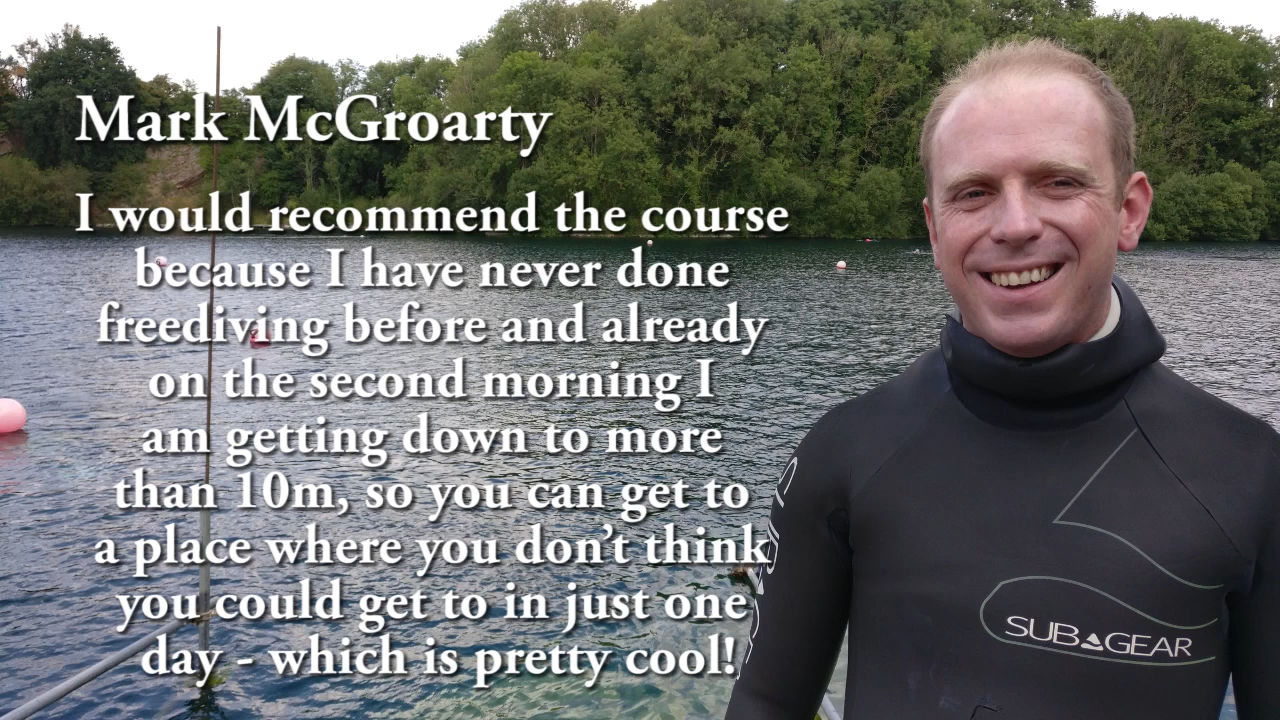 Mark McGroarty
I would recommend the course
because I have never done
freediving before and already
on the second morning I
am getting down to more
than 10m, so you can get to
a place where you don’t think
you could get to in just one
day - which is pretty cool!
SUB GEAR